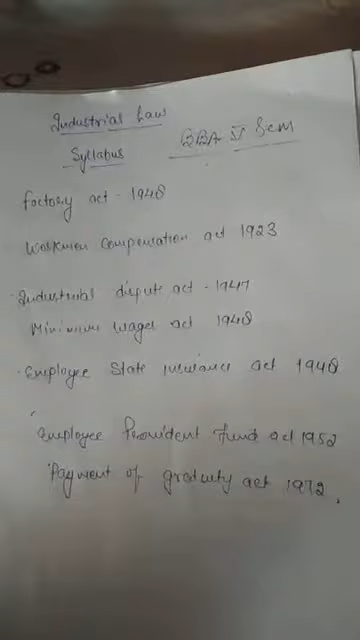 Industrial Law
Syllabus
BBA V Sem
factory act - 1948
Workmen Compensation act 1923
Industrial dispute act - 1947
Minimum wages act 1948
Employee State insurance act 1948
Employee Provident Fund act 1952
Payment of gratuity act 1972.